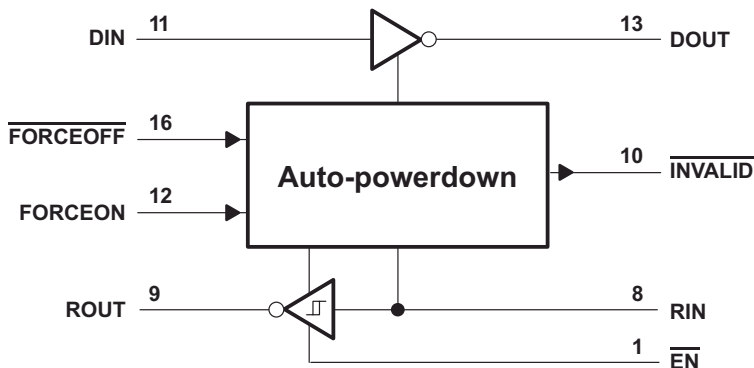 DIN 11 13 DOUT
FORCEOFF 16
Auto-powerdown
10 INVALID
FORCEON 12
ROUT 9 8 RIN
1 EN